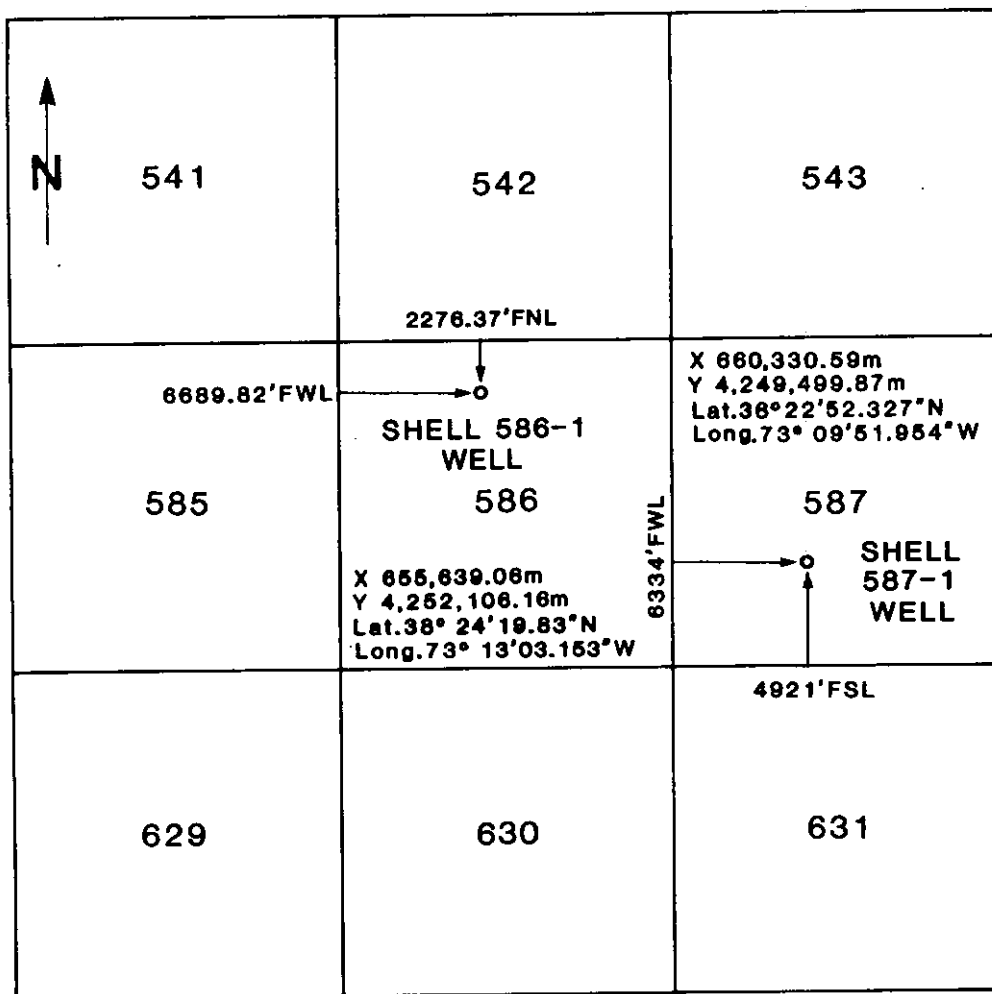 N
541
542
543
2276.37'FNL
6689.82'FWL
SHELL 586-1
WELL
X 660,330.59m
Y 4,249,499.87m
Lat.38°22'52.327"N
Long.73° 09'51.954"W
585
586
587
6334'FWL
SHELL
587-1
WELL
X 655,639.06m
Y 4,252,106.16m
Lat.38° 24'19.83"N
Long.73° 13'03.153"W
4921'FSL
629
630
631